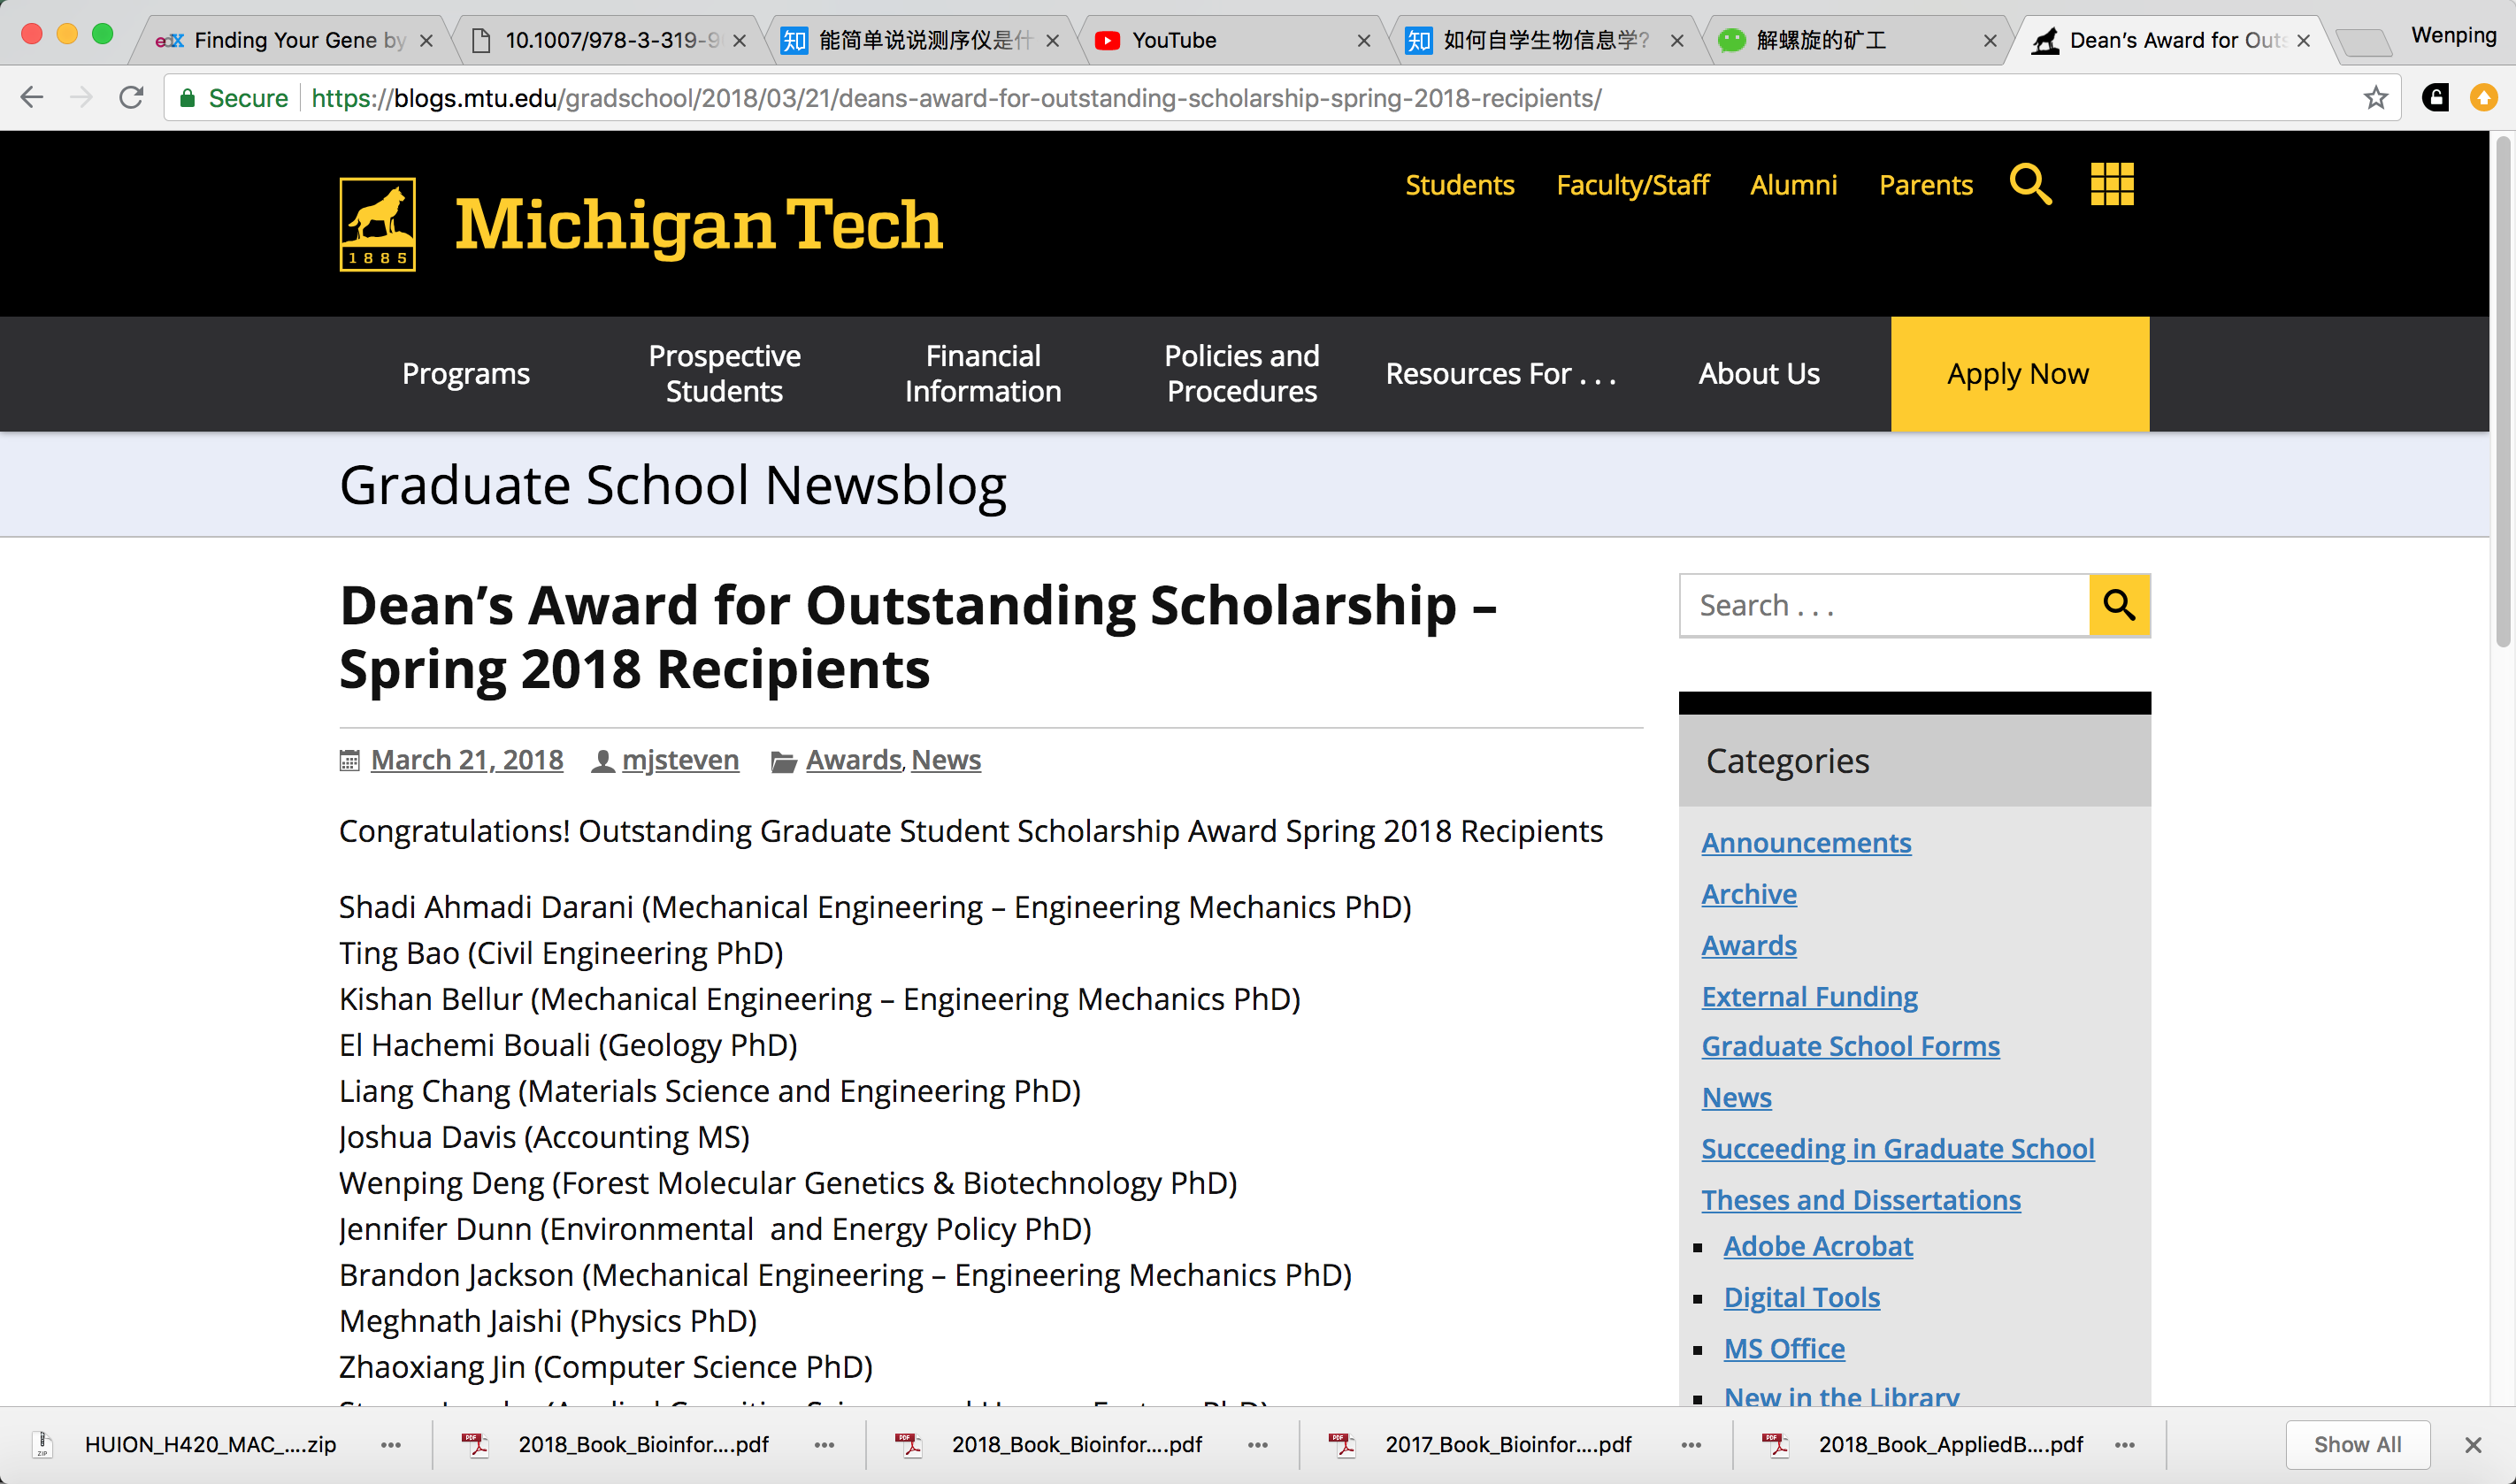 Finding Your Gene by
10.1007/978-3-319-9
能简单说说测序仪是什
YouTube
如何自学生物信息学?
解螺旋的矿工
Dean's Award for Outs
Wenping
Secure
https://blogs.mtu.edu/gradschool/2018/03/21/deans-award-for-outstanding-scholarship-spring-2018-recipients/
1885
Michigan Tech
Students
Faculty/Staff
Alumni
Parents
Programs
Prospective
Students
Financial
Information
Policies and
Procedures
Resources For . . .
About Us
Apply Now
Graduate School Newsblog
Dean’s Award for Outstanding Scholarship –
Spring 2018 Recipients
March 21, 2018 mjsteven Awards, News
Congratulations! Outstanding Graduate Student Scholarship Award Spring 2018 Recipients
Shadi Ahmadi Darani (Mechanical Engineering – Engineering Mechanics PhD)
Ting Bao (Civil Engineering PhD)
Kishan Bellur (Mechanical Engineering – Engineering Mechanics PhD)
El Hachemi Bouali (Geology PhD)
Liang Chang (Materials Science and Engineering PhD)
Joshua Davis (Accounting MS)
Wenping Deng (Forest Molecular Genetics & Biotechnology PhD)
Jennifer Dunn (Environmental  and Energy Policy PhD)
Brandon Jackson (Mechanical Engineering – Engineering Mechanics PhD)
Meghnath Jaishi (Physics PhD)
Zhaoxiang Jin (Computer Science PhD)
Search . . .
Categories
Announcements
Archive
Awards
External Funding
Graduate School Forms
News
Succeeding in Graduate School
Theses and Dissertations
Adobe Acrobat
Digital Tools
MS Office
New in the Library
HUION_H420_MAC_....zip
2018_Book_Bioinfor....pdf
2018_Book_Bioinfor....pdf
2017_Book_Bioinfor....pdf
2018_Book_AppliedB....pdf
Show All